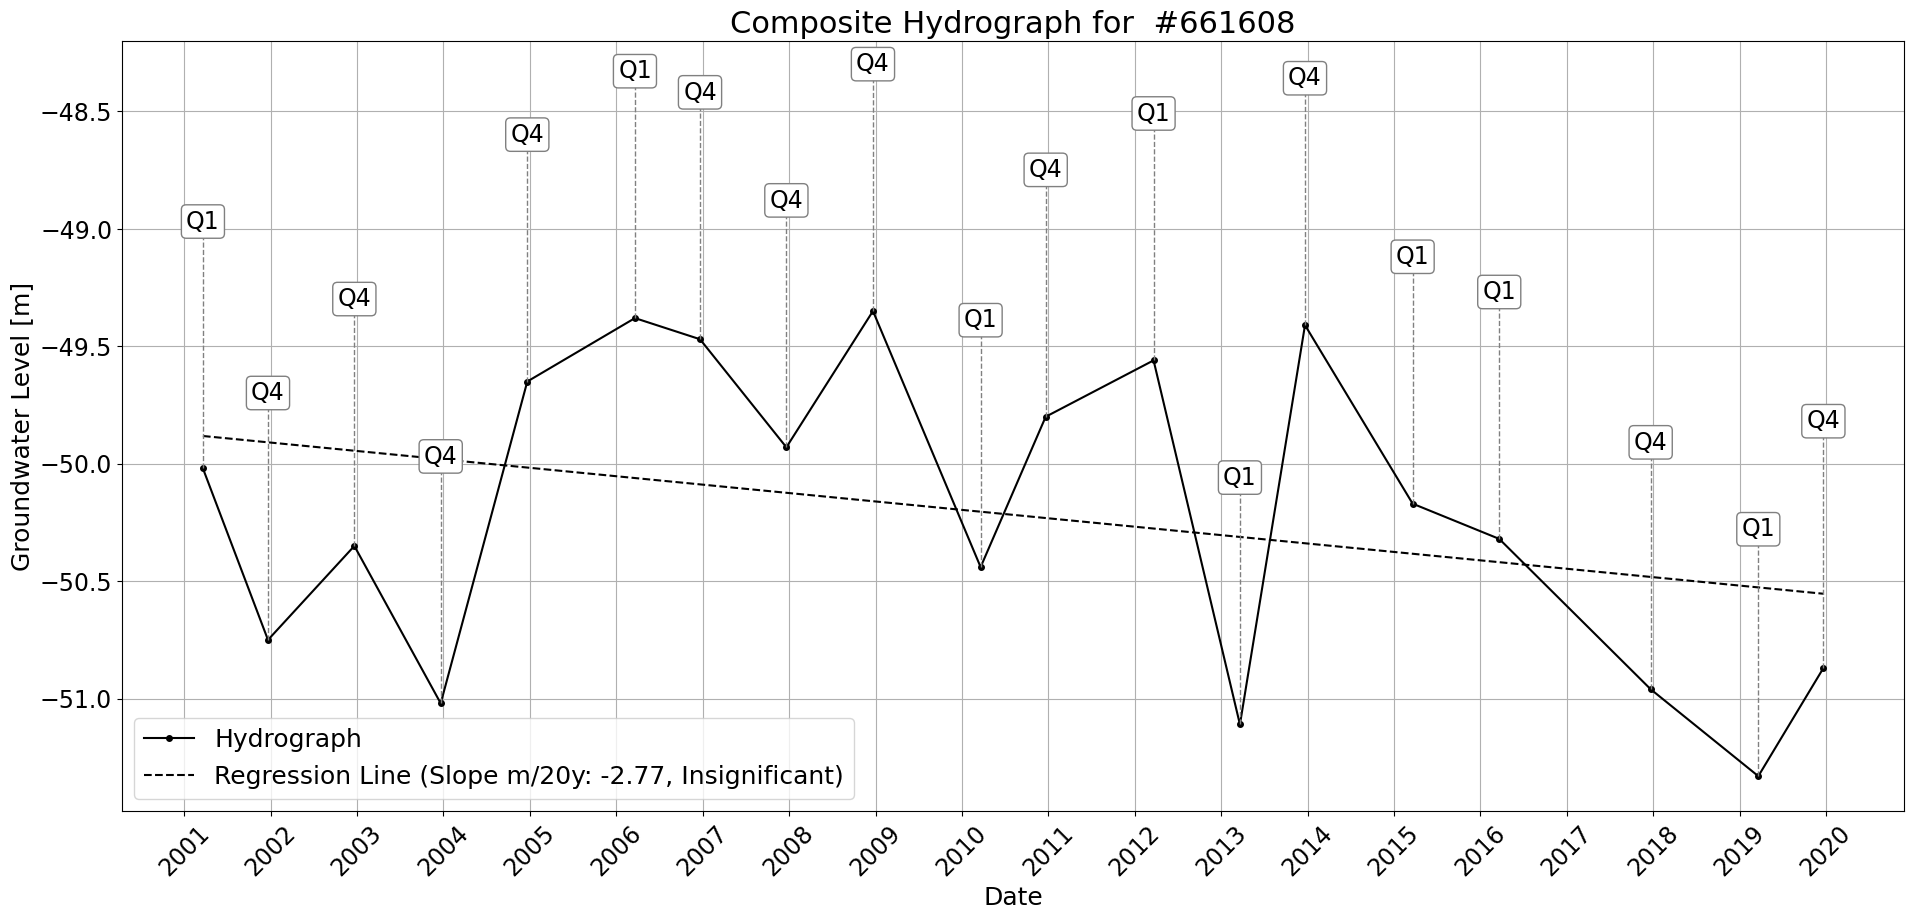 Composite Hydrograph for  #661608
Q1
Q4
Q4
Q4
Q4
Q1
Q4
Q4
Q4
Q1
Q4
Q1
Q1
Q4
Q1
Q1
Q4
Q1
Q4
Groundwater Level [m]
−48.5
−49.0
−49.5
−50.0
−50.5
−51.0
Hydrograph
Regression Line (Slope m/20y: -2.77, Insignificant)
2001
2002
2003
2004
2005
2006
2007
2008
2009
2010
2011
2012
2013
2014
2015
2016
2017
2018
2019
2020
Date